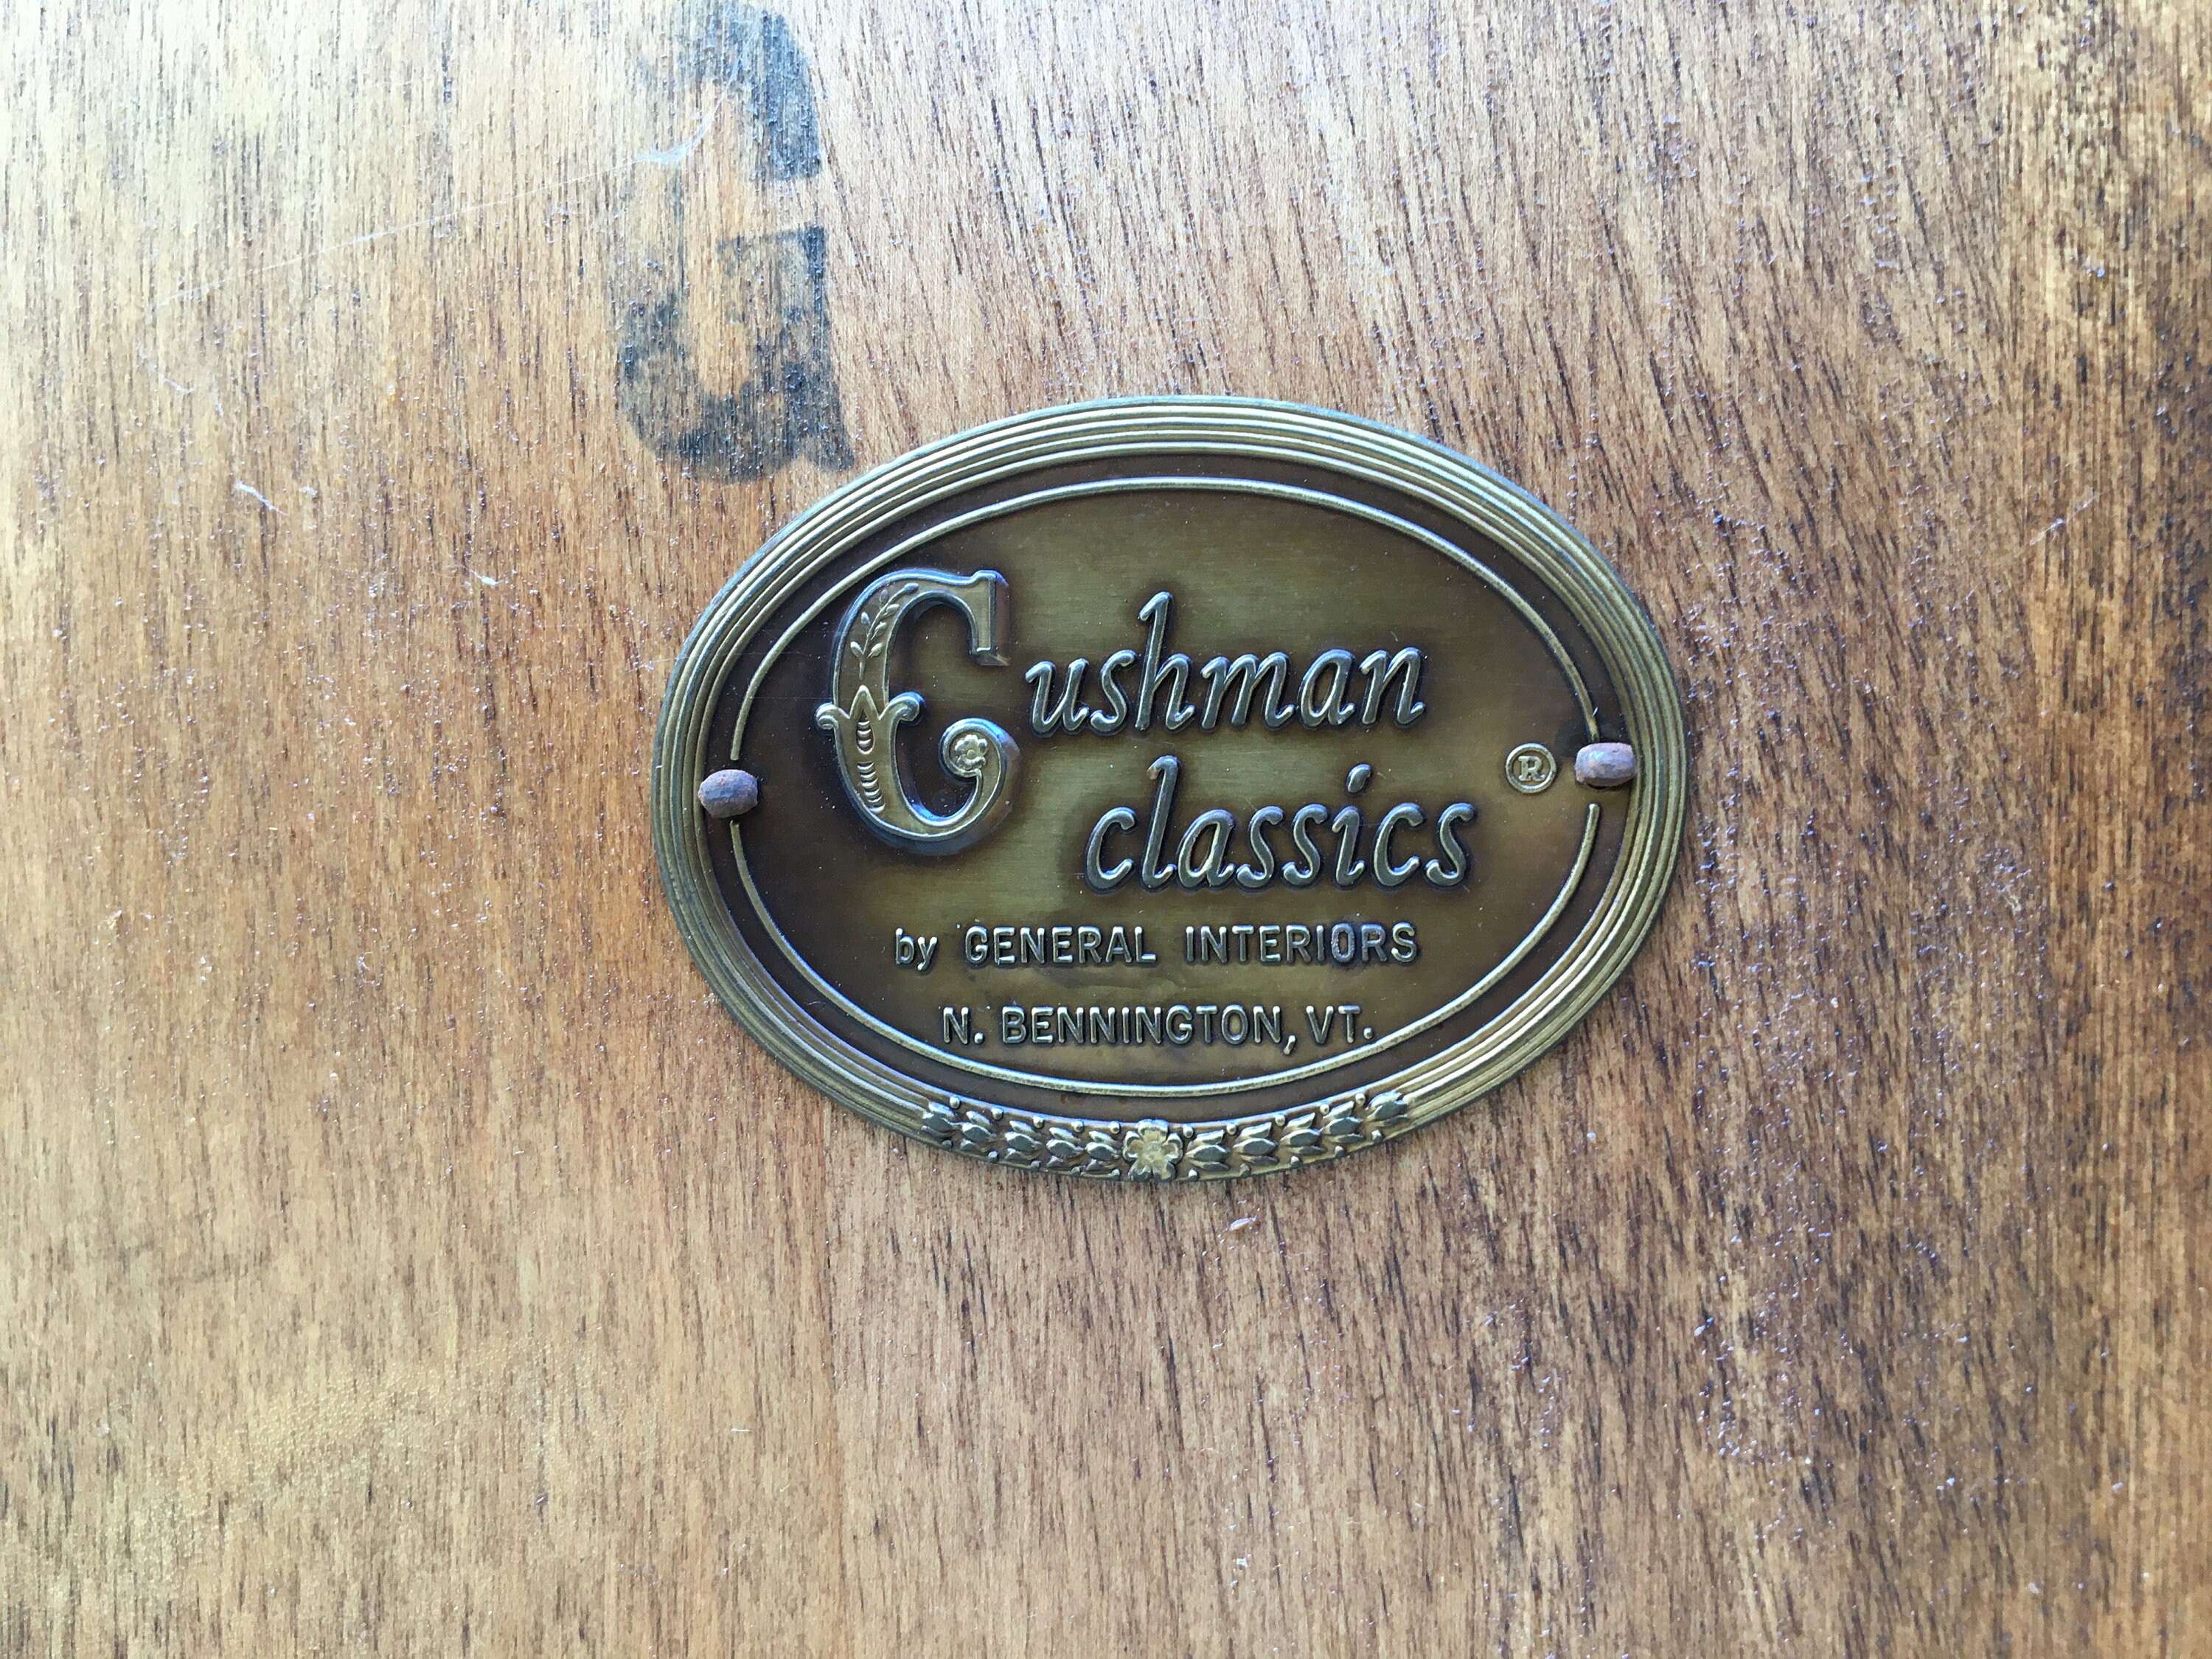 Cushman
classics ®
by GENERAL INTERIORS
N. BENNINGTON, VT.